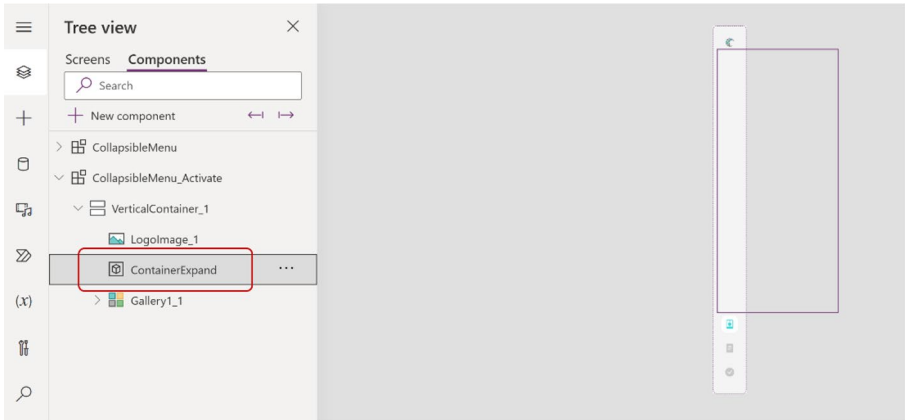 Tree view
Screens Components
Search
New component
CollapsibleMenu
CollapsibleMenu_Activate
VerticalContainer_1
LogoImage_1
ContainerExpand
...
Gallery1_1
(x)